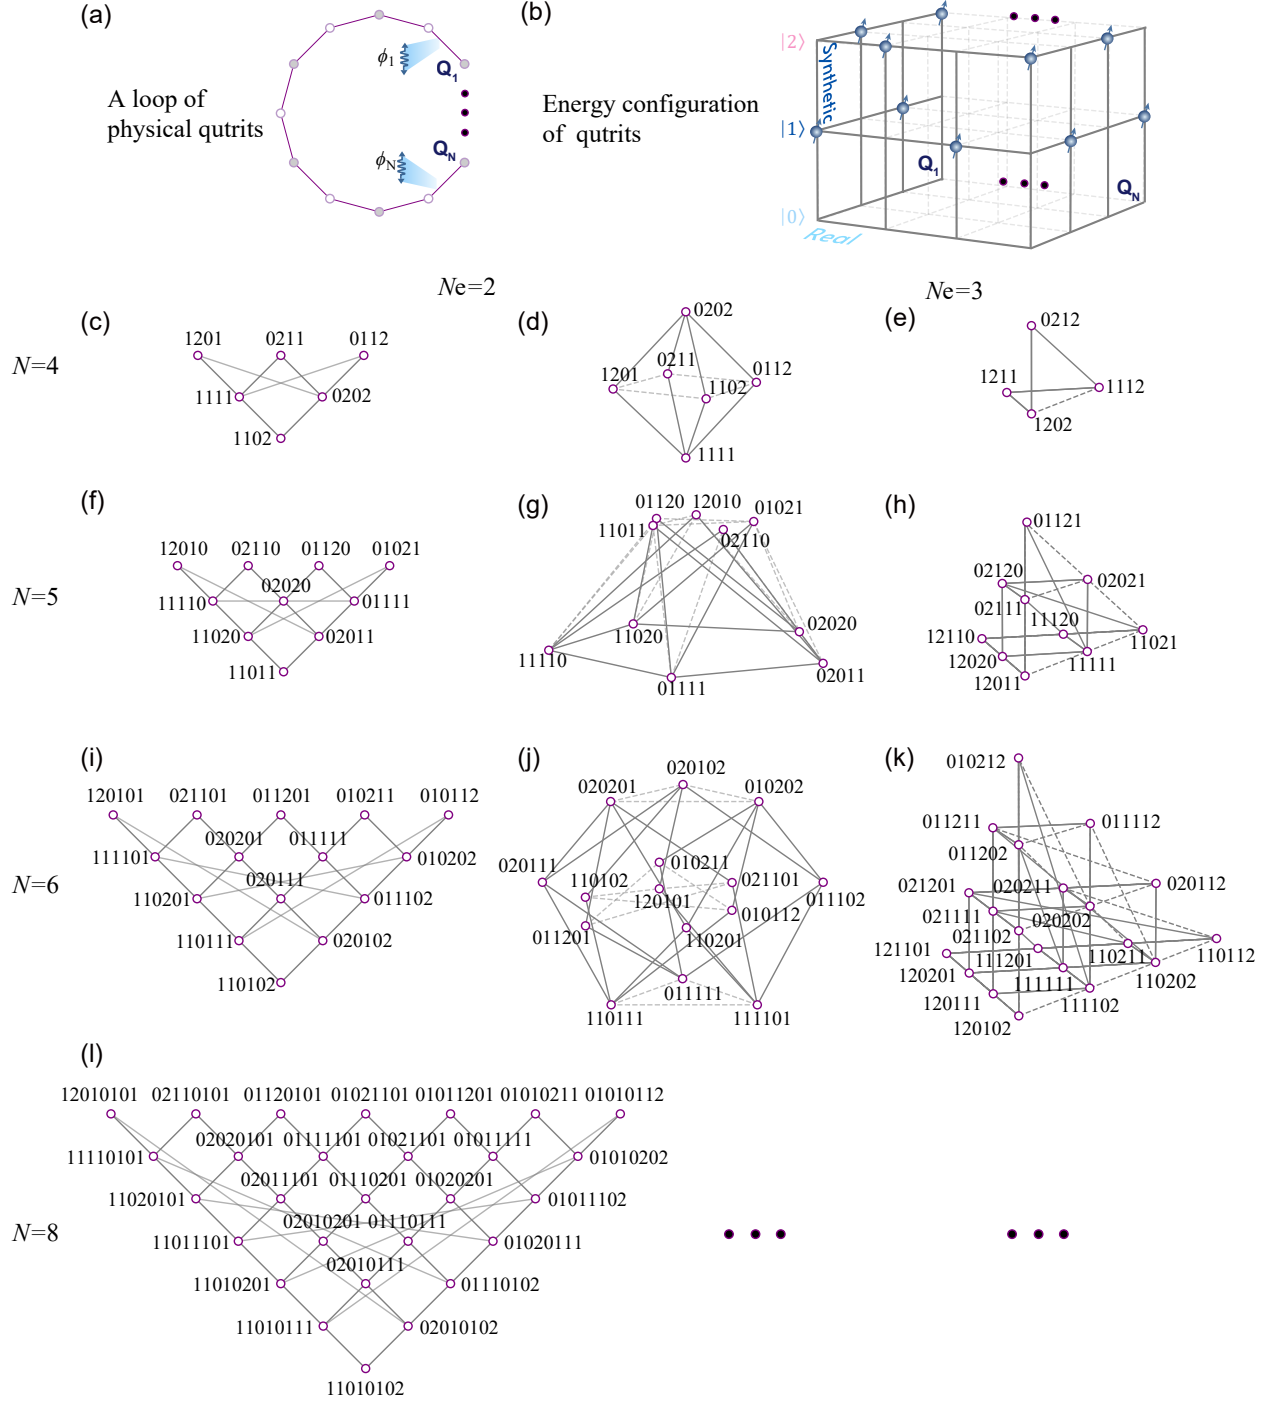 (a)
(b)
A loop of
physical qutrits
ϕ1
Q1
ϕN
QN
Energy configuration
of qutrits
|2⟩
|1⟩
|0⟩
Synthetic
Real
Q1
QN
Ne=2
Ne=3
N=4
(c)
1201 0211 0112
1111 0202
1102
(d)
0202
0211
1201 0112
1102
1111
(e)
0212
1211 1112
1202
N=5
(f)
12010 02110 01120 01021
02020
11110 01111
11020 02011
11011
(g)
01120 12010 01021
11011 02110
11020 02020
11110 02011
01111
(h)
01121
02120 02021
02111 11120
12110 11021
12020 11111
12011
N=6
(i)
120101 021101 011201 010211 010112
020201 011111
111101 010202
020111
110201 011102
110111 020102
110102
(j)
020102
020201 010202
010211
020111 110102 021101 011102
120101 010112
011201 110201
011111
110111 111101
(k)
010212
011211 011112
011202
021201 020211 020112
021111 020202
021102
121101 111201 110211 110112
120201 111111 110202
120111 111102
120102
N=8
(l)
12010101 02110101 01120101 01021101 01011201 01010211 01010112
02020101 01111101 01021101 01011111
11110101 01010202
02011101 01110201 01020201
11020101 01011102
02010201 01110111
11011101 01020111
02010111
11010201 01110102
11010111 02010102
11010102